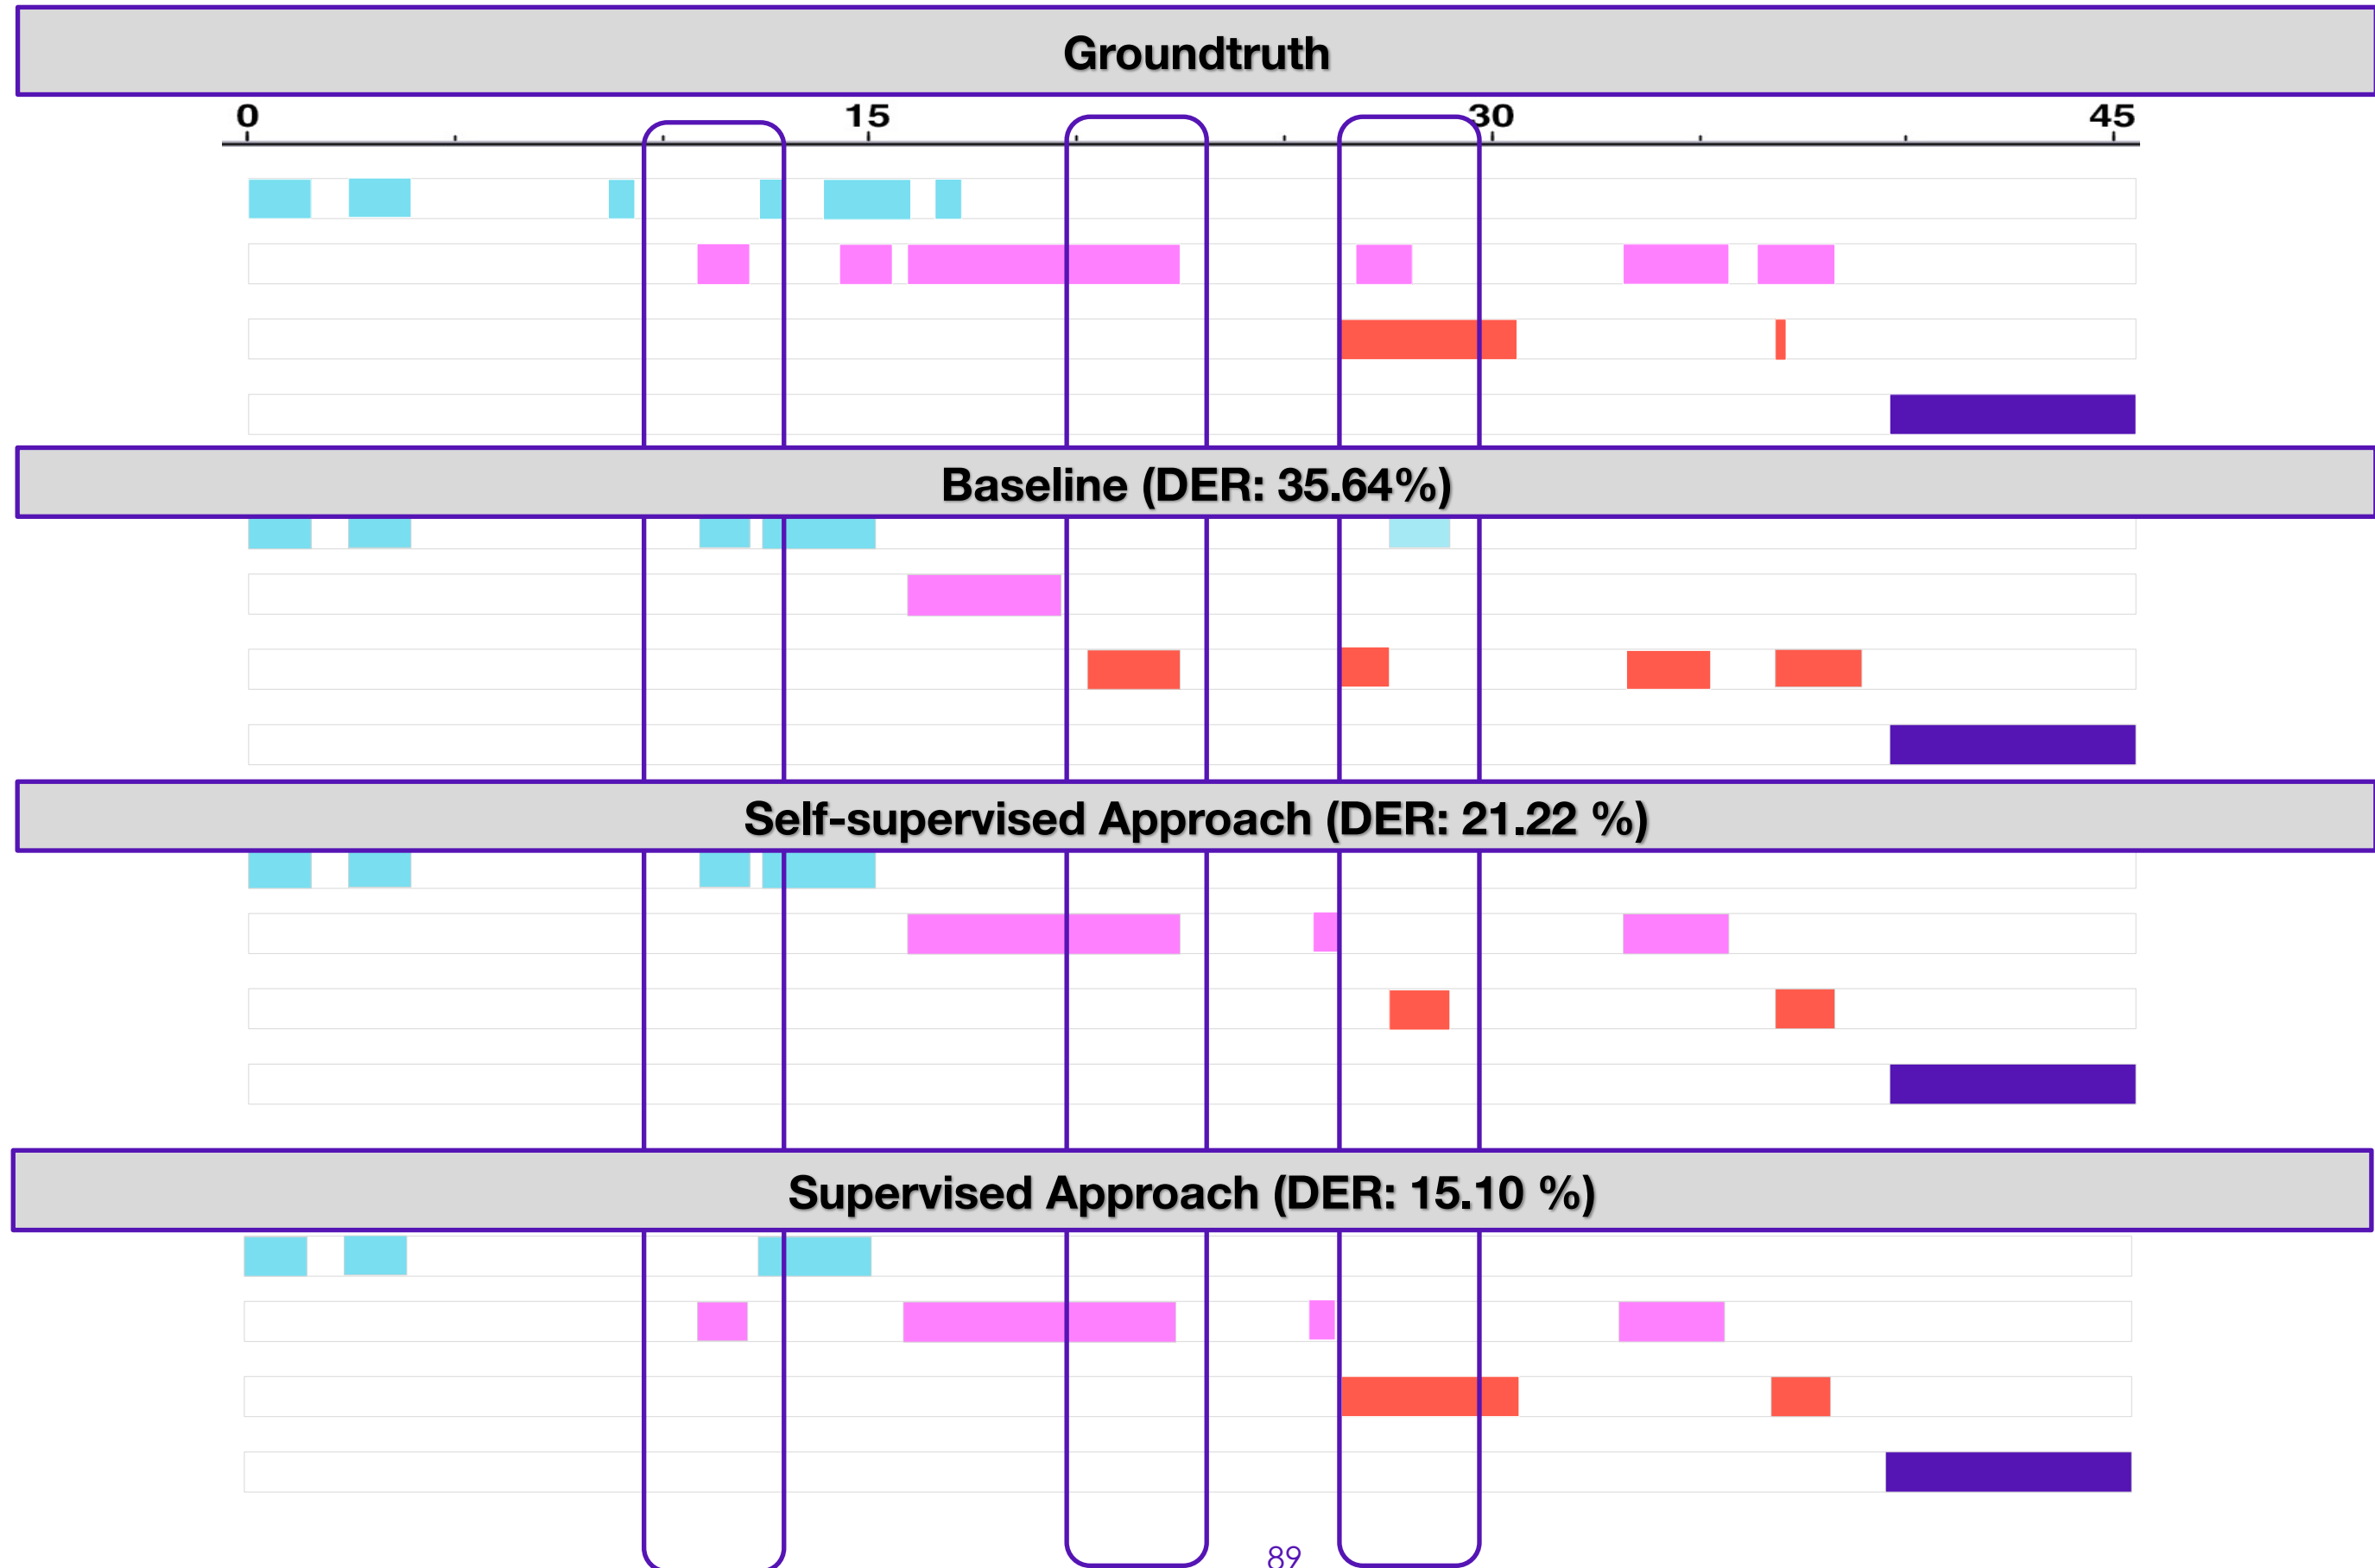 Groundtruth
0 15 30 45
Baseline (DER: 35.64%)
Self-supervised Approach (DER: 21.22 %)
Supervised Approach (DER: 15.10 %)
89